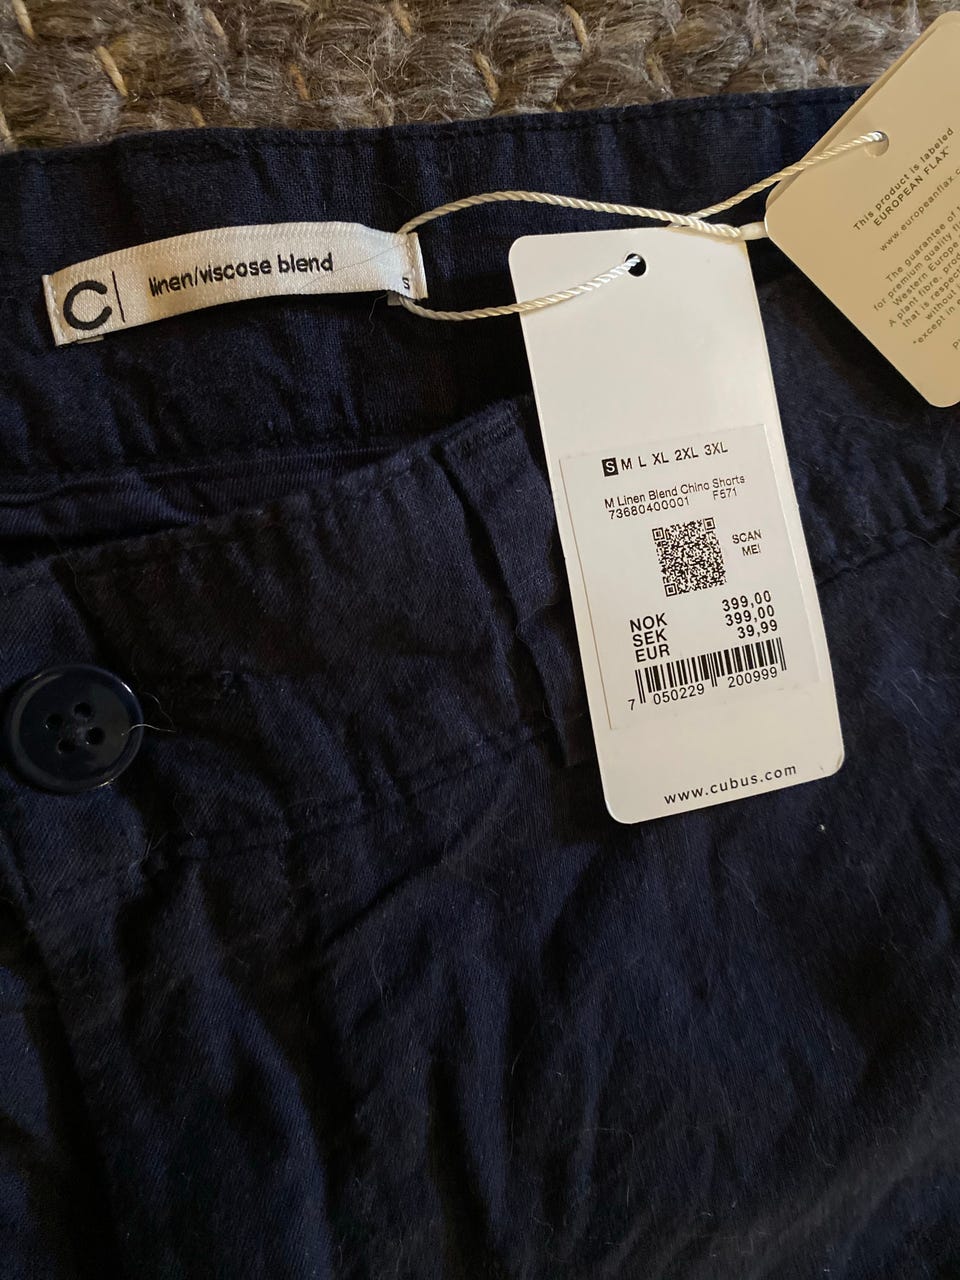 C| linen/viscose blend
S
S M L XL 2XL 3XL
M Linen Blend Chino Shorts
73680400001 F571
SCAN
ME!
NOK 399,00
SEK 399,00
EUR 39,99
7 050229 200999
www.cubus.com
This product is labeled
EUROPEAN FLAX®
www.europeanflax.c
The guarantee of
for premium quality
Western Europe
A plant fibre
that is
without
*except in